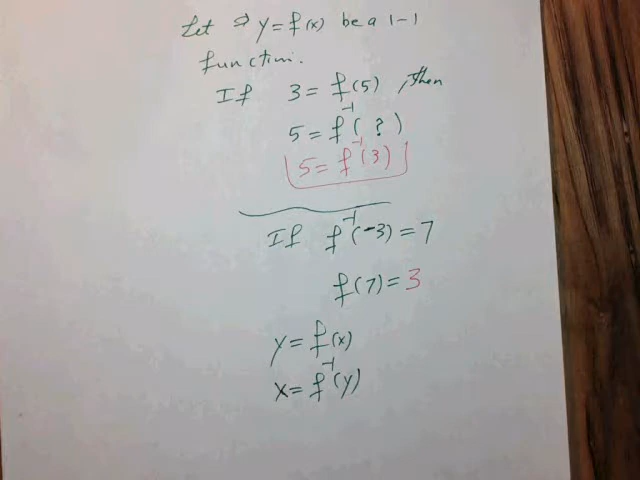 Let y=f(x) be a 1-1
function.
If 3 = f(5), then
5 = f⁻¹(?)
5 = f⁻¹(3)
If f⁻¹(-3) = 7
f(7) = 3
y = f(x)
x = f⁻¹(y)